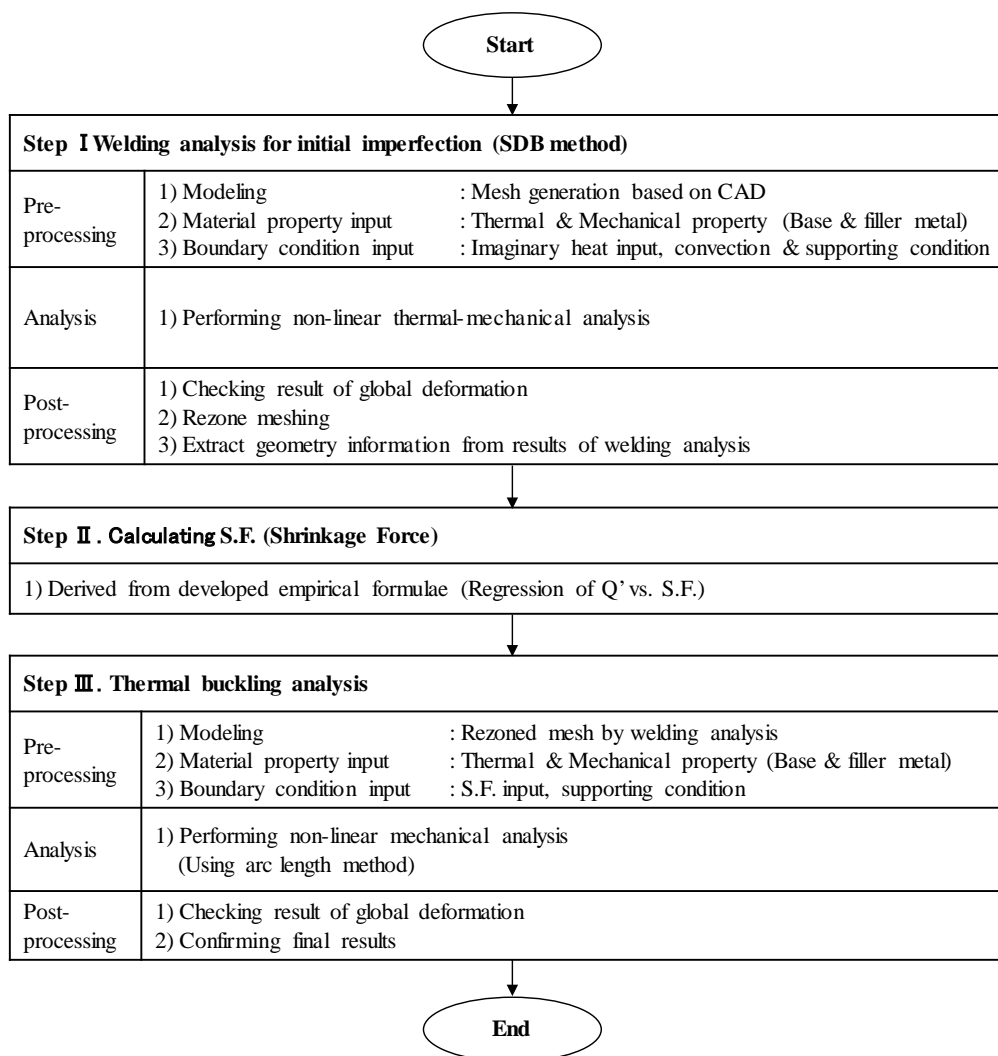 Start
Step Ⅰ Welding analysis for initial imperfection (SDB method)
Pre-
processing
1) Modeling : Mesh generation based on CAD
2) Material property input : Thermal & Mechanical property (Base & filler metal)
3) Boundary condition input : Imaginary heat input, convection & supporting condition
Analysis
1) Performing non-linear thermal-mechanical analysis
Post-
processing
1) Checking result of global deformation
2) Rezone meshing
3) Extract geometry information from results of welding analysis
Step Ⅱ. Calculating S.F. (Shrinkage Force)
1) Derived from developed empirical formulae (Regression of Q’ vs. S.F.)
Step Ⅲ. Thermal buckling analysis
Pre-
processing
1) Modeling : Rezoned mesh by welding analysis
2) Material property input : Thermal & Mechanical property (Base & filler metal)
3) Boundary condition input : S.F. input, supporting condition
Analysis
1) Performing non-linear mechanical analysis
(Using arc length method)
Post-
processing
1) Checking result of global deformation
2) Confirming final results
End